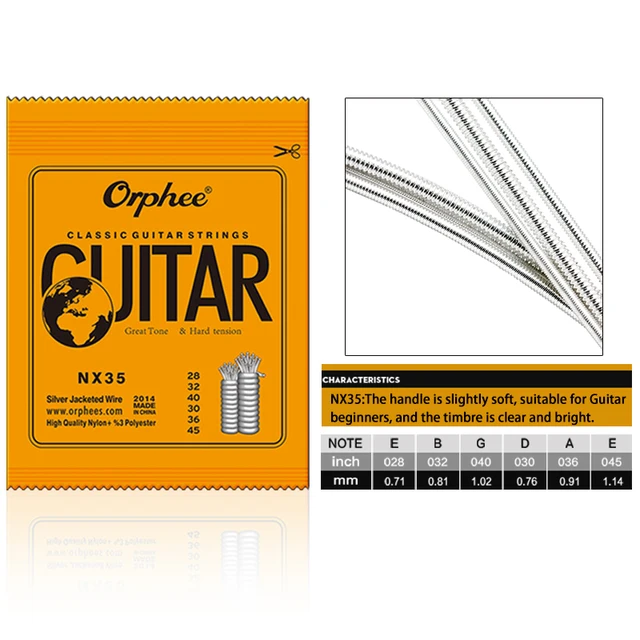 Orphee®
CLASSIC GUITAR STRINGS
GUITAR
Great Tone & Hard tension
NX35
Silver Jacketed Wire
www.orphees.com
2014
MADE
IN CHINA
High Quality Nylon+ %3 Polyester
28
32
40
30
36
45
CHARACTERISTICS
NX35:The handle is slightly soft, suitable for Guitar
beginners, and the timbre is clear and bright.
NOTE E B G D A E
inch 028 032 040 030 036 045
mm 0.71 0.81 1.02 0.76 0.91 1.14